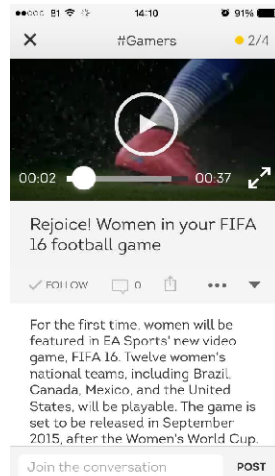 B1 14:10 91%
#Gamers 2/4
00:02 00:37
Rejoice! Women in your FIFA
16 football game
FOLLOW 0
For the first time, women will be
featured in EA Sports' new video
game, FIFA 16. Twelve women's
national teams, including Brazil,
Canada, Mexico, and the United
States, will be playable. The game is
set to be released in September
2015, after the Women's World Cup.
Join the conversation POST